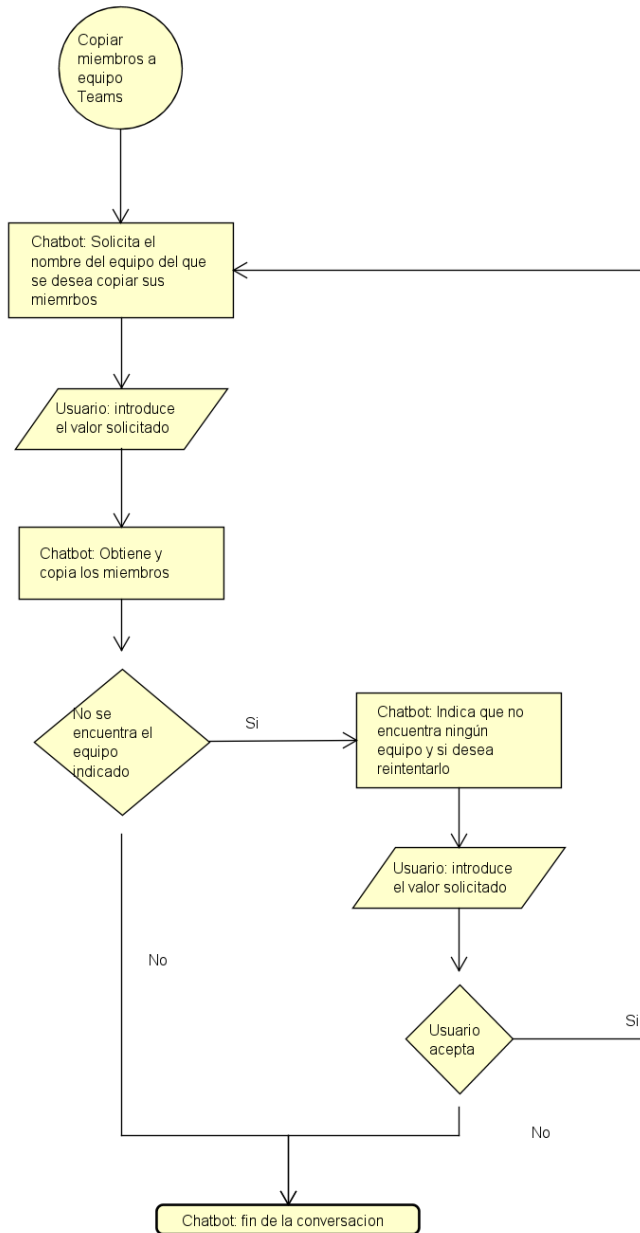 Copiar
miembros a
equipo
Teams
Chatbot: Solicita el
nombre del equipo del que
se desea copiar sus
miemrbos
Usuario: introduce
el valor solicitado
Chatbot: Obtiene y
copia los miembros
No se
encuentra el
equipo
indicado
Si
Chatbot: Indica que no
encuentra ningún
equipo y si desea
reintentarlo
Usuario: introduce
el valor solicitado
No
Usuario
acepta
Si
No
Chatbot: fin de la conversacion